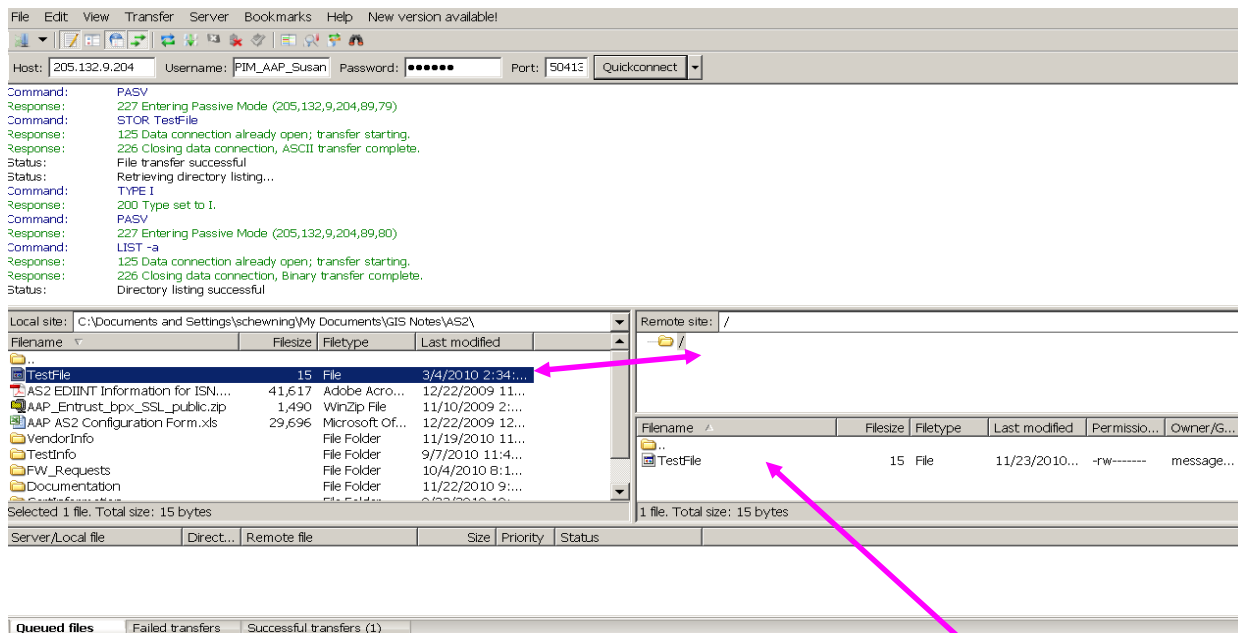 File Edit View Transfer Server Bookmarks Help New version available!
Host: 205.132.9.204 Username: PIM_AAP_Susan Password: ●●●●●● Port: 50413 Quickconnect
Command: PASV
Response: 227 Entering Passive Mode (205,132,9,204,89,79)
Command: STOR TestFile
Response: 125 Data connection already open; transfer starting.
Response: 226 Closing data connection, ASCII transfer complete.
Status: File transfer successful
Status: Retrieving directory listing...
Command: TYPE I
Response: 200 Type set to I.
Command: PASV
Response: 227 Entering Passive Mode (205,132,9,204,89,80)
Command: LIST -a
Response: 125 Data connection already open; transfer starting.
Response: 226 Closing data connection, Binary transfer complete.
Status: Directory listing successful
Local site: C:\Documents and Settings\schewning\My Documents\GIS Notes\AS2\
Filename Filesize Filetype Last modified
..
TestFile 15 File 3/4/2010 2:34:...
AS2 EDIINT Information for ISN.... 41,617 Adobe Acro... 12/22/2009 11...
AAP_Entrust_bpx_SSL_public.zip 1,490 WinZip File 11/10/2009 2:...
AAP AS2 Configuration Form.xls 29,696 Microsoft Of... 12/22/2009 12...
VendorInfo File Folder 11/19/2010 11...
TestInfo File Folder 9/7/2010 11:4...
FW_Requests File Folder 10/4/2010 8:1...
Documentation File Folder 11/22/2010 9:...
Selected 1 file. Total size: 15 bytes
Remote site: /
/
Filename Filesize Filetype Last modified Permissio... Owner/G...
..
TestFile 15 File 11/23/2010... -rw------- message...
1 file. Total size: 15 bytes
Server/Local file Direct... Remote file Size Priority Status
Queued files Failed transfers Successful transfers (1)